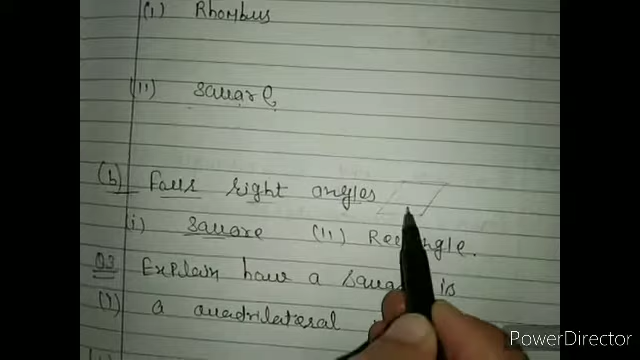 (i) Rhombus
(ii) Square
(b) Four right angles
(i) Square (ii) Rectangle.
Q3 Explain how a square is
(i) a quadrilateral
PowerDirector